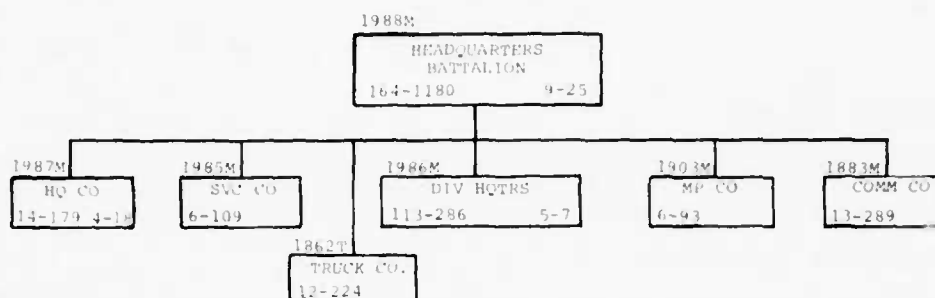 1988M
HEADQUARTERS
BATTALION
164-1180 9-25
1987M
HQ CO
14-179 4-18
1985M
SVC CO
6-109
1986M
DIV HQTRS
113-286 5-7
1903M
MP CO
6-93
1883M
COMM CO
13-289
1862T
TRUCK CO.
12-224